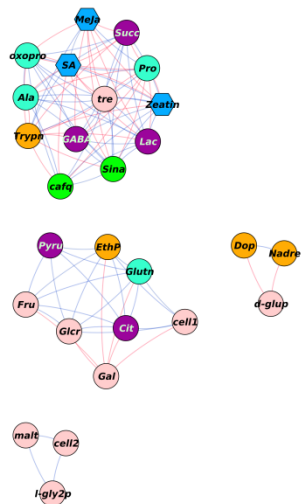 MeJa
Succ
oxopro
SA
Pro
Ala
tre
Zeatin
Trypn
GABA
Lac
Sina
cafq
Pyru
EthP
Glutn
Dop
Nadre
Fru
Glcr
Cit
cell1
d-glup
Gal
malt
cell2
l-gly2p